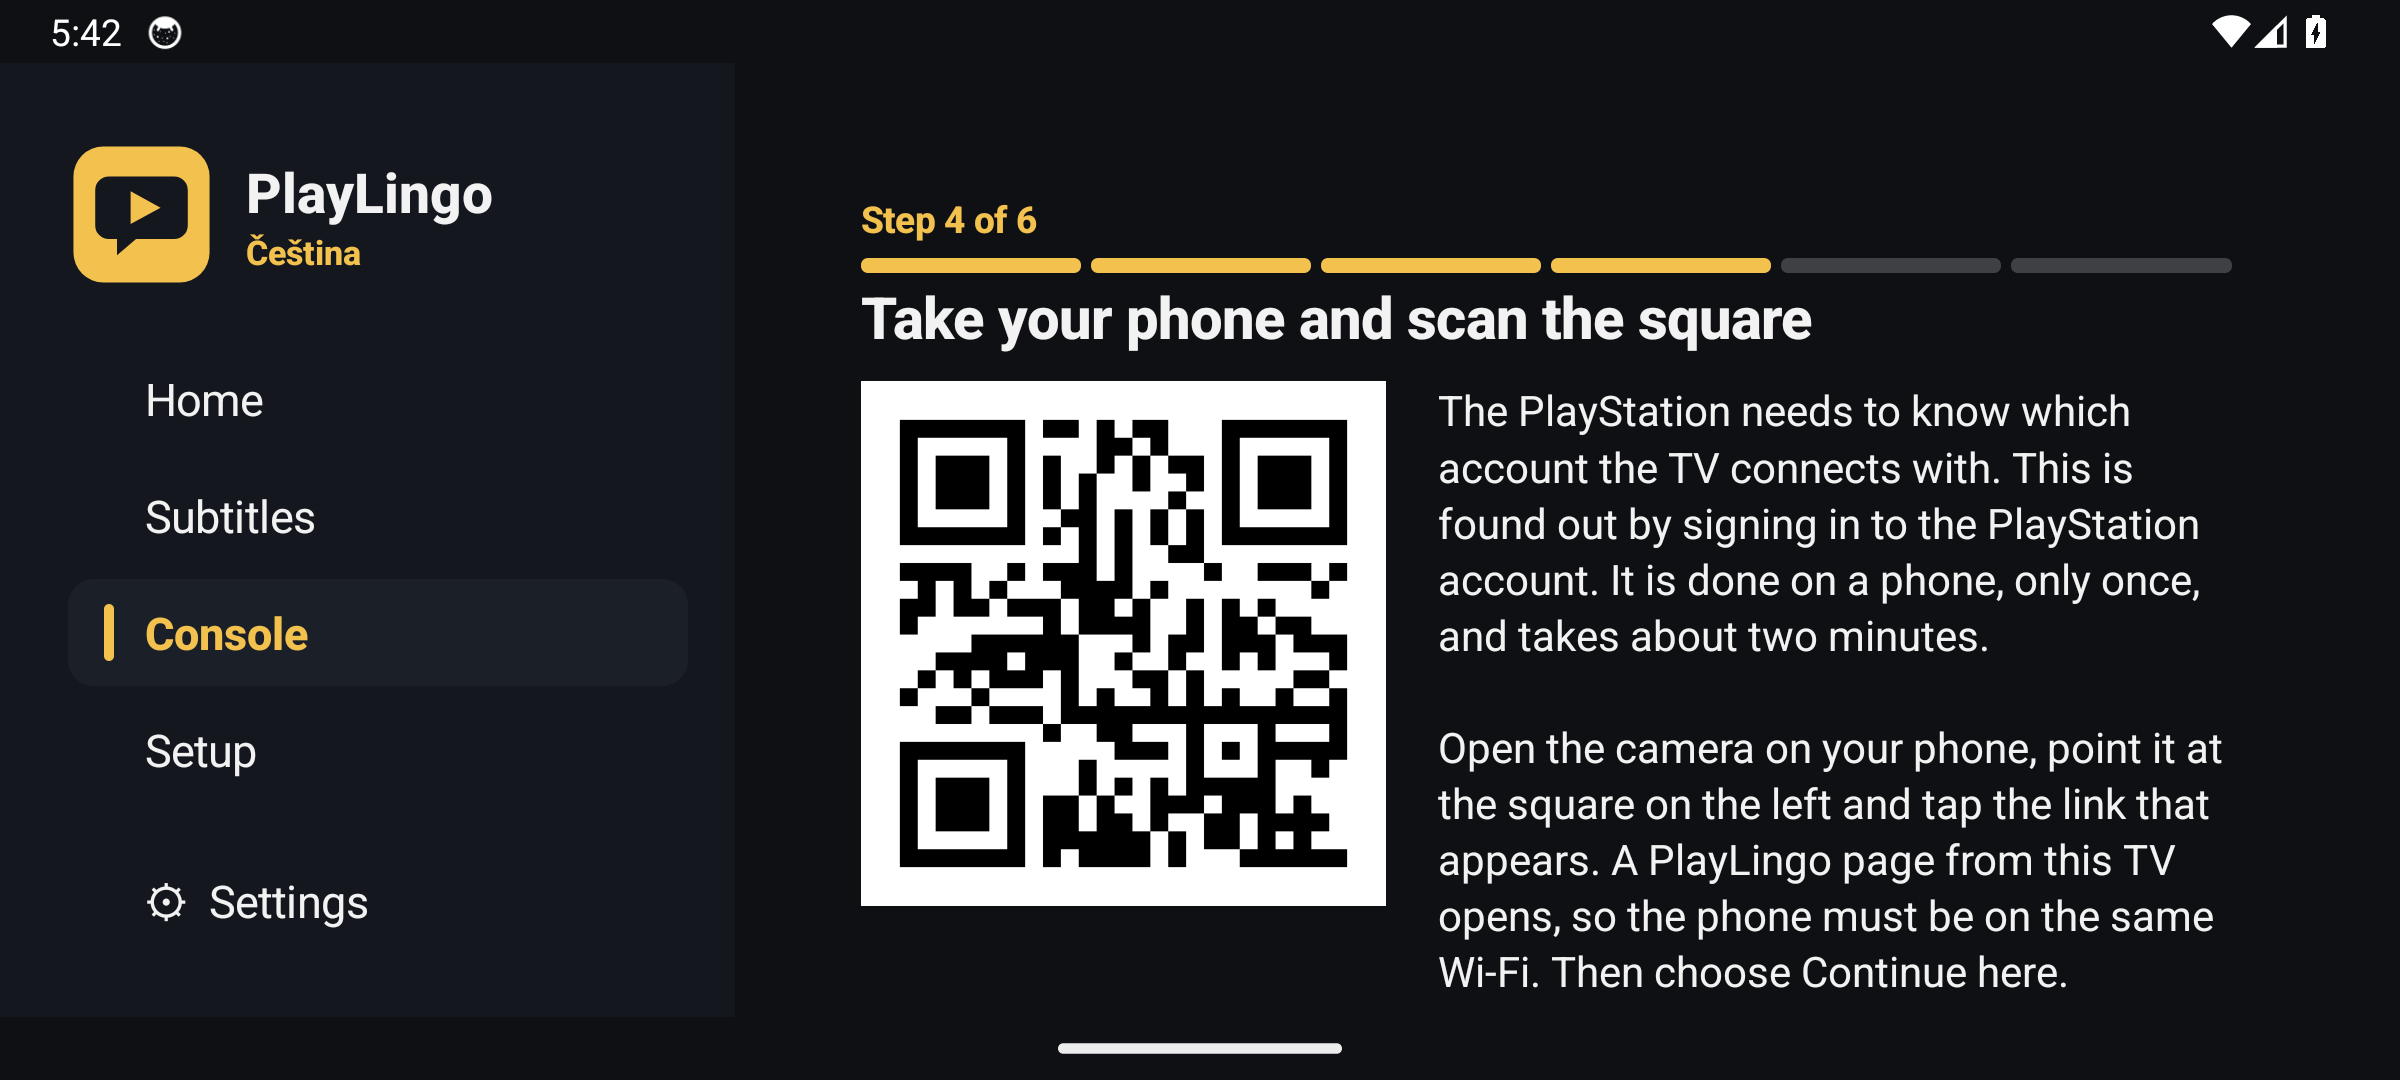 5:42
PlayLingo
Čeština
Home
Subtitles
Console
Setup
Settings
Step 4 of 6
Take your phone and scan the square
The PlayStation needs to know which
account the TV connects with. This is
found out by signing in to the PlayStation
account. It is done on a phone, only once,
and takes about two minutes.
Open the camera on your phone, point it at
the square on the left and tap the link that
appears. A PlayLingo page from this TV
opens, so the phone must be on the same
Wi-Fi. Then choose Continue here.